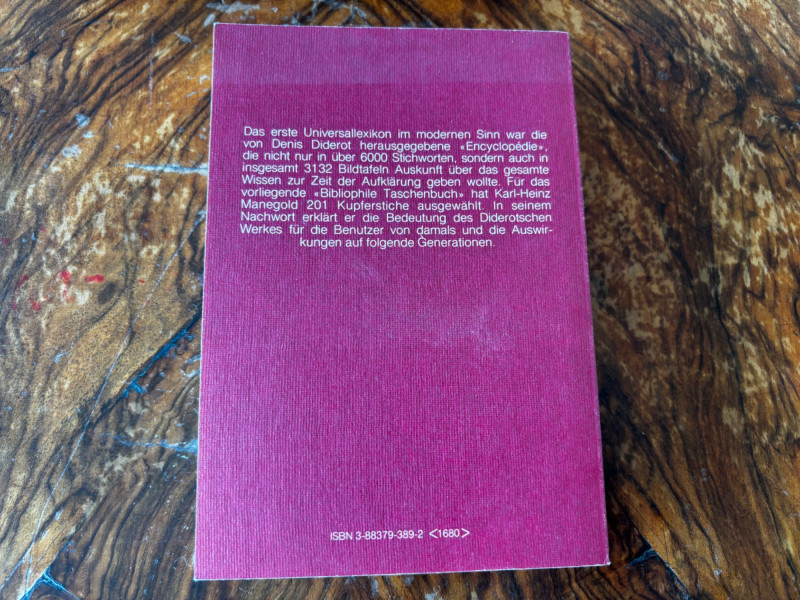 Das erste Universallexikon im modernen Sinn war die
von Denis Diderot herausgegebene «Encyclopédie»,
die nicht nur in über 6000 Stichworten, sondern auch in
insgesamt 3132 Bildtafeln Auskunft über das gesamte
Wissen zur Zeit der Aufklärung geben wollte. Für das
vorliegende «Bibliophile Taschenbuch» hat Karl-Heinz
Manegold 201 Kupferstiche ausgewählt. In seinem
Nachwort erklärt er die Bedeutung des Diderotschen
Werkes für die Benutzer von damals und die Auswir-
kungen auf folgende Generationen.
ISBN 3-88379-389-2 <1680>